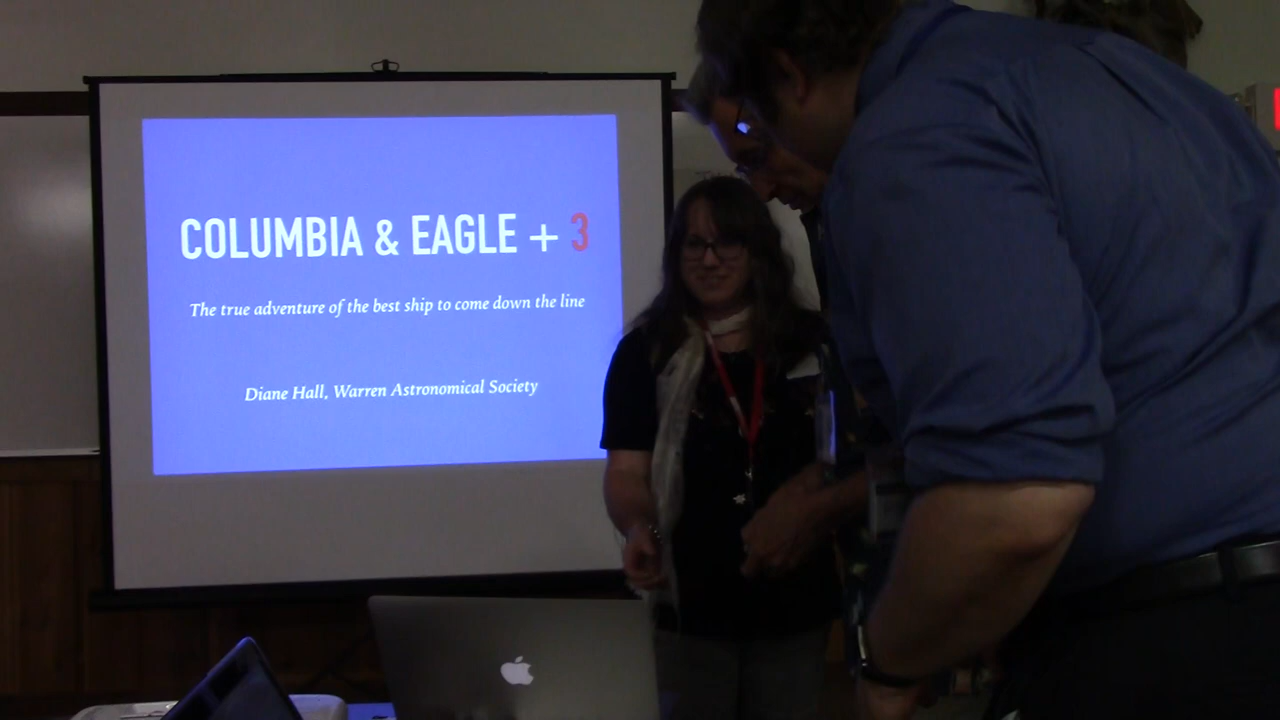 COLUMBIA & EAGLE + 3
The true adventure of the best ship to come down the line
Diane Hall, Warren Astronomical Society